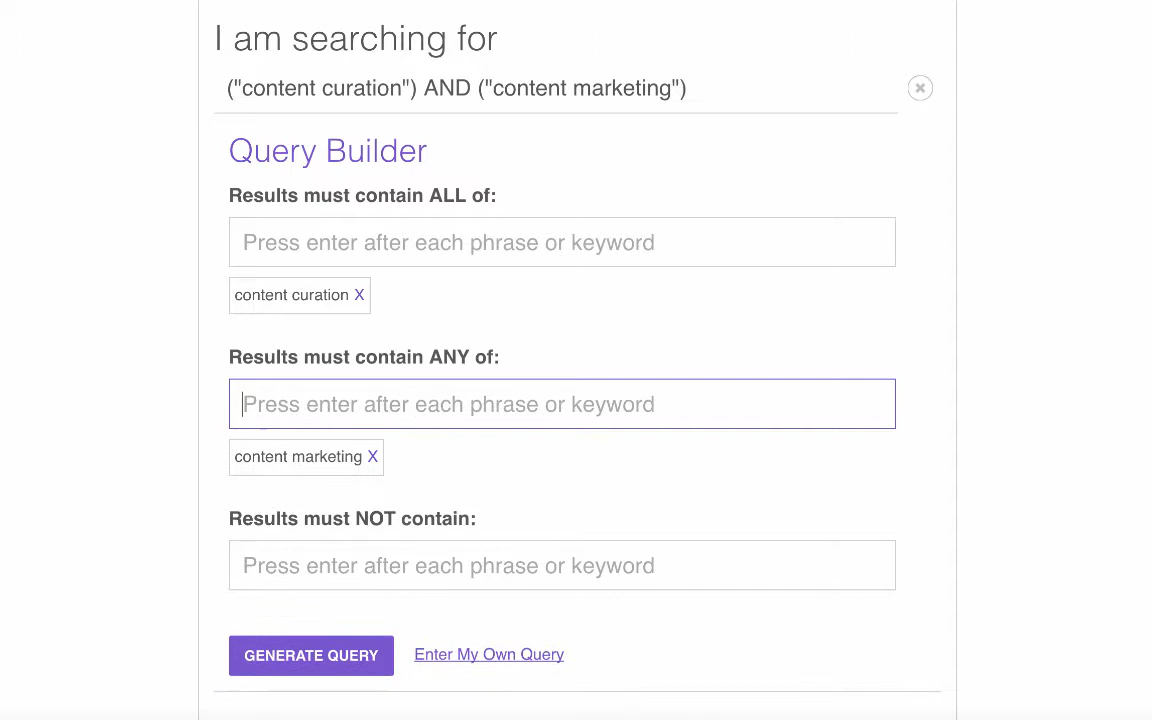 I am searching for
("content curation") AND ("content marketing")
Query Builder
Results must contain ALL of:
Press enter after each phrase or keyword
content curation X
Results must contain ANY of:
Press enter after each phrase or keyword
content marketing X
Results must NOT contain:
Press enter after each phrase or keyword
GENERATE QUERY Enter My Own Query